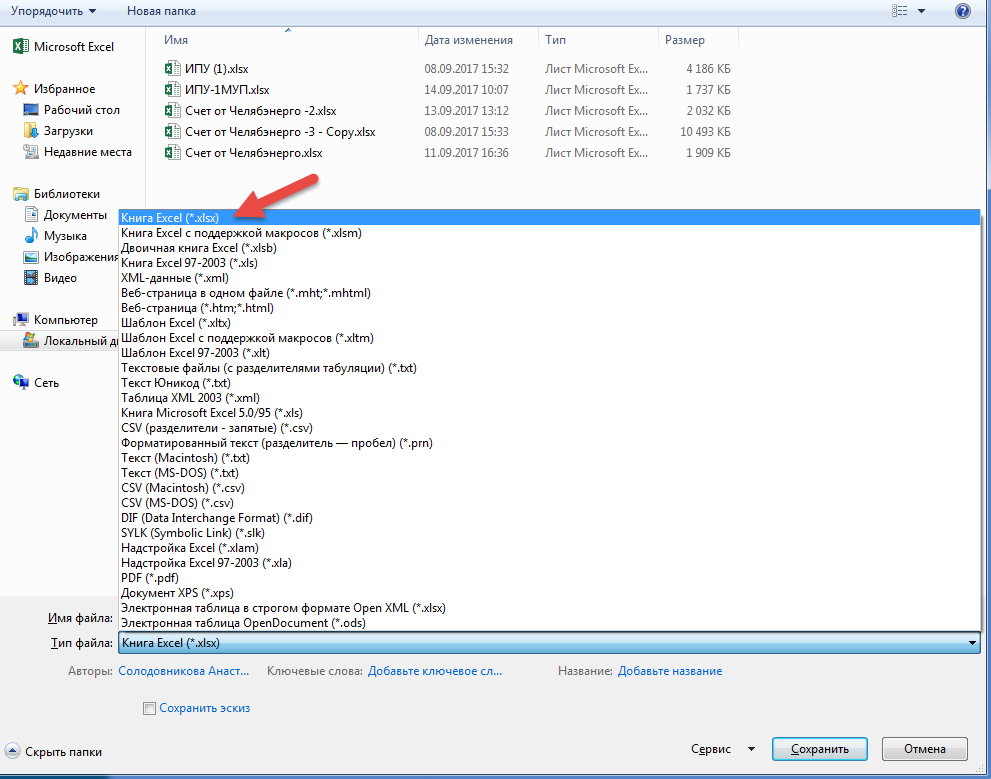 Упорядочить Новая папка
Microsoft Excel
Избранное
Рабочий стол
Загрузки
Недавние места
Библиотеки
Документы
Музыка
Изображения
Видео
Компьютер
Локальный ди
Сеть
Имя Дата изменения Тип Размер
ИПУ (1).xlsx 08.09.2017 15:32 Лист Microsoft Ex... 4 186 КБ
ИПУ-1МУП.xlsx 14.09.2017 10:07 Лист Microsoft Ex... 1 737 КБ
Счет от Челябэнерго -2.xlsx 13.09.2017 13:12 Лист Microsoft Ex... 2 032 КБ
Счет от Челябэнерго -3 - Copy.xlsx 08.09.2017 15:33 Лист Microsoft Ex... 10 493 КБ
Счет от Челябэнерго.xlsx 11.09.2017 16:36 Лист Microsoft Ex... 1 909 КБ
Книга Excel (*.xlsx)
Книга Excel с поддержкой макросов (*.xlsm)
Двоичная книга Excel (*.xlsb)
Книга Excel 97-2003 (*.xls)
XML-данные (*.xml)
Веб-страница в одном файле (*.mht;*.mhtml)
Веб-страница (*.htm;*.html)
Шаблон Excel (*.xltx)
Шаблон Excel с поддержкой макросов (*.xltm)
Шаблон Excel 97-2003 (*.xlt)
Текстовые файлы (с разделителями табуляции) (*.txt)
Текст Юникод (*.txt)
Таблица XML 2003 (*.xml)
Книга Microsoft Excel 5.0/95 (*.xls)
CSV (разделители - запятые) (*.csv)
Форматированный текст (разделитель — пробел) (*.prn)
Текст (Macintosh) (*.txt)
Текст (MS-DOS) (*.txt)
CSV (Macintosh) (*.csv)
CSV (MS-DOS) (*.csv)
DIF (Data Interchange Format) (*.dif)
SYLK (Symbolic Link) (*.slk)
Надстройка Excel (*.xlam)
Надстройка Excel 97-2003 (*.xla)
PDF (*.pdf)
Документ XPS (*.xps)
Электронная таблица в строгом формате Open XML (*.xlsx)
Электронная таблица OpenDocument (*.ods)
Имя файла:
Тип файла: Книга Excel (*.xlsx)
Авторы: Солодовникова Анаст... Ключевые слова: Добавьте ключевое сл... Название: Добавьте название
Сохранить эскиз
Скрыть папки Сервис Сохранить Отмена